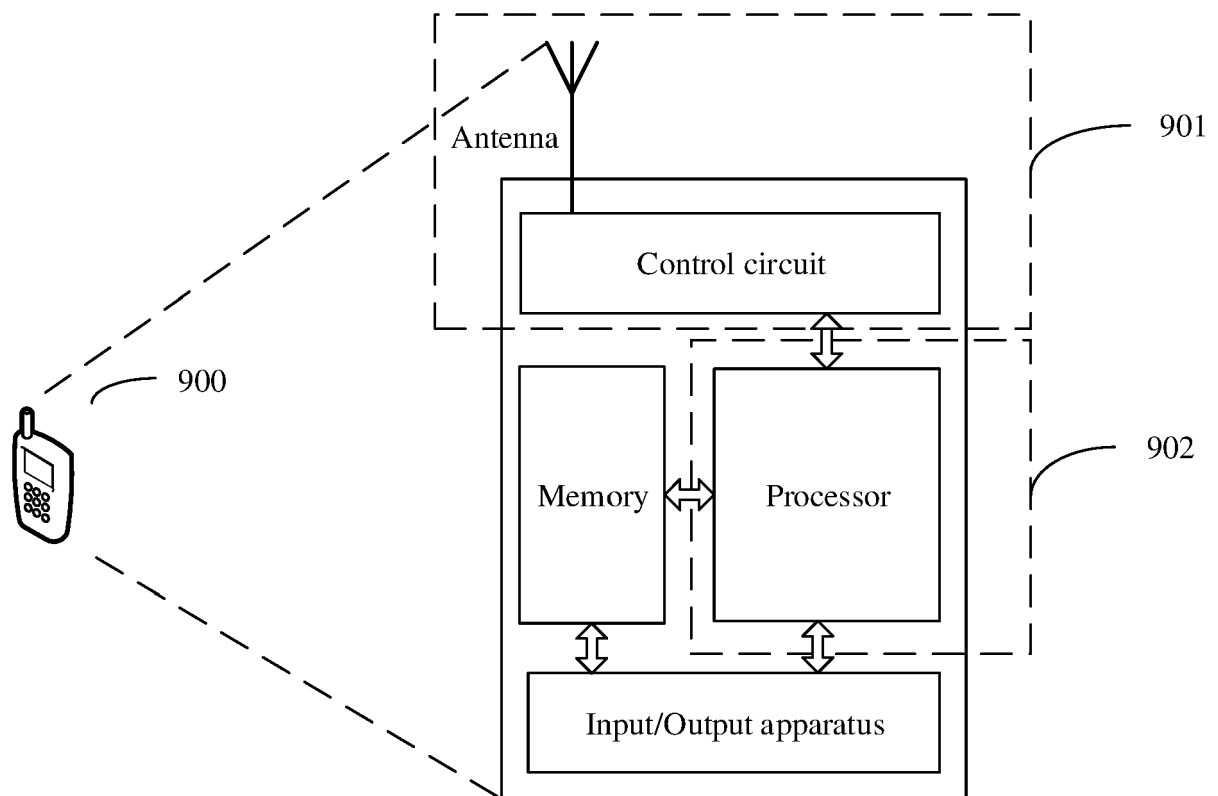 Antenna
901
Control circuit
900
902
Memory
Processor
Input/Output apparatus